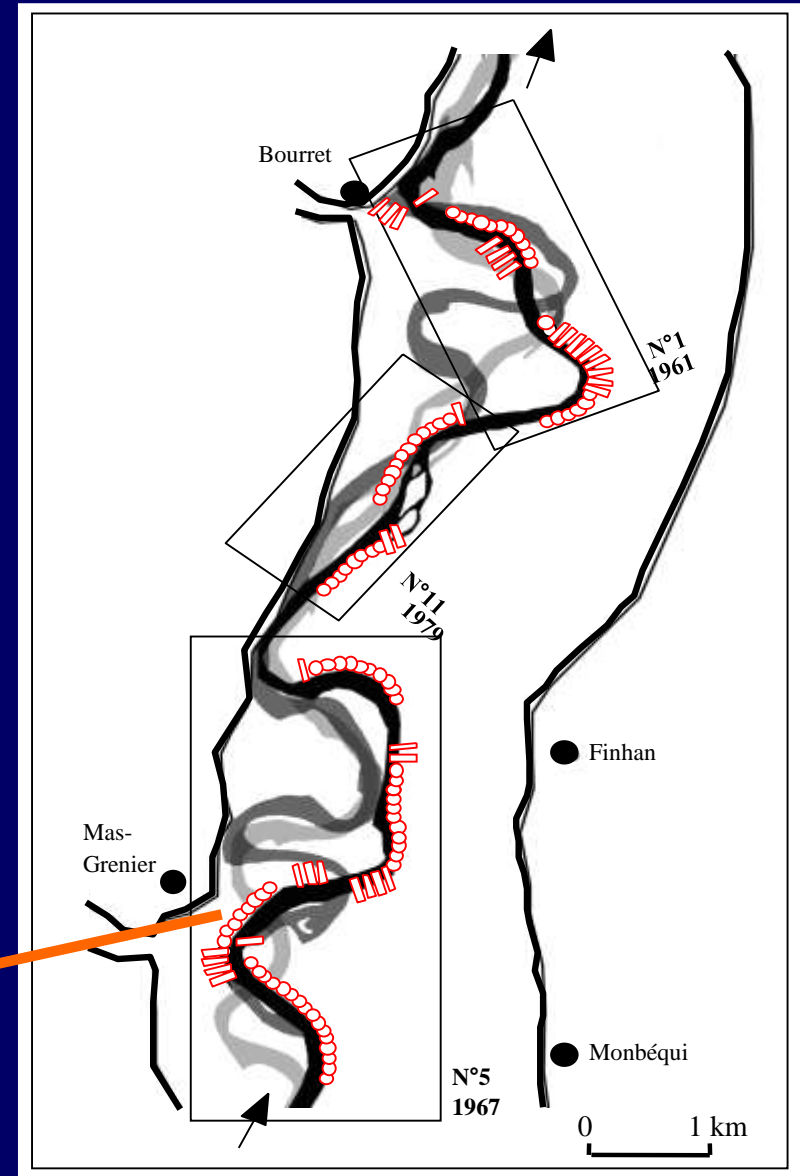 Bourret
N°1
1961
N°11
1979
Finhan
Mas-
Grenier
Monbéqui
N°5
1967
0 1 km